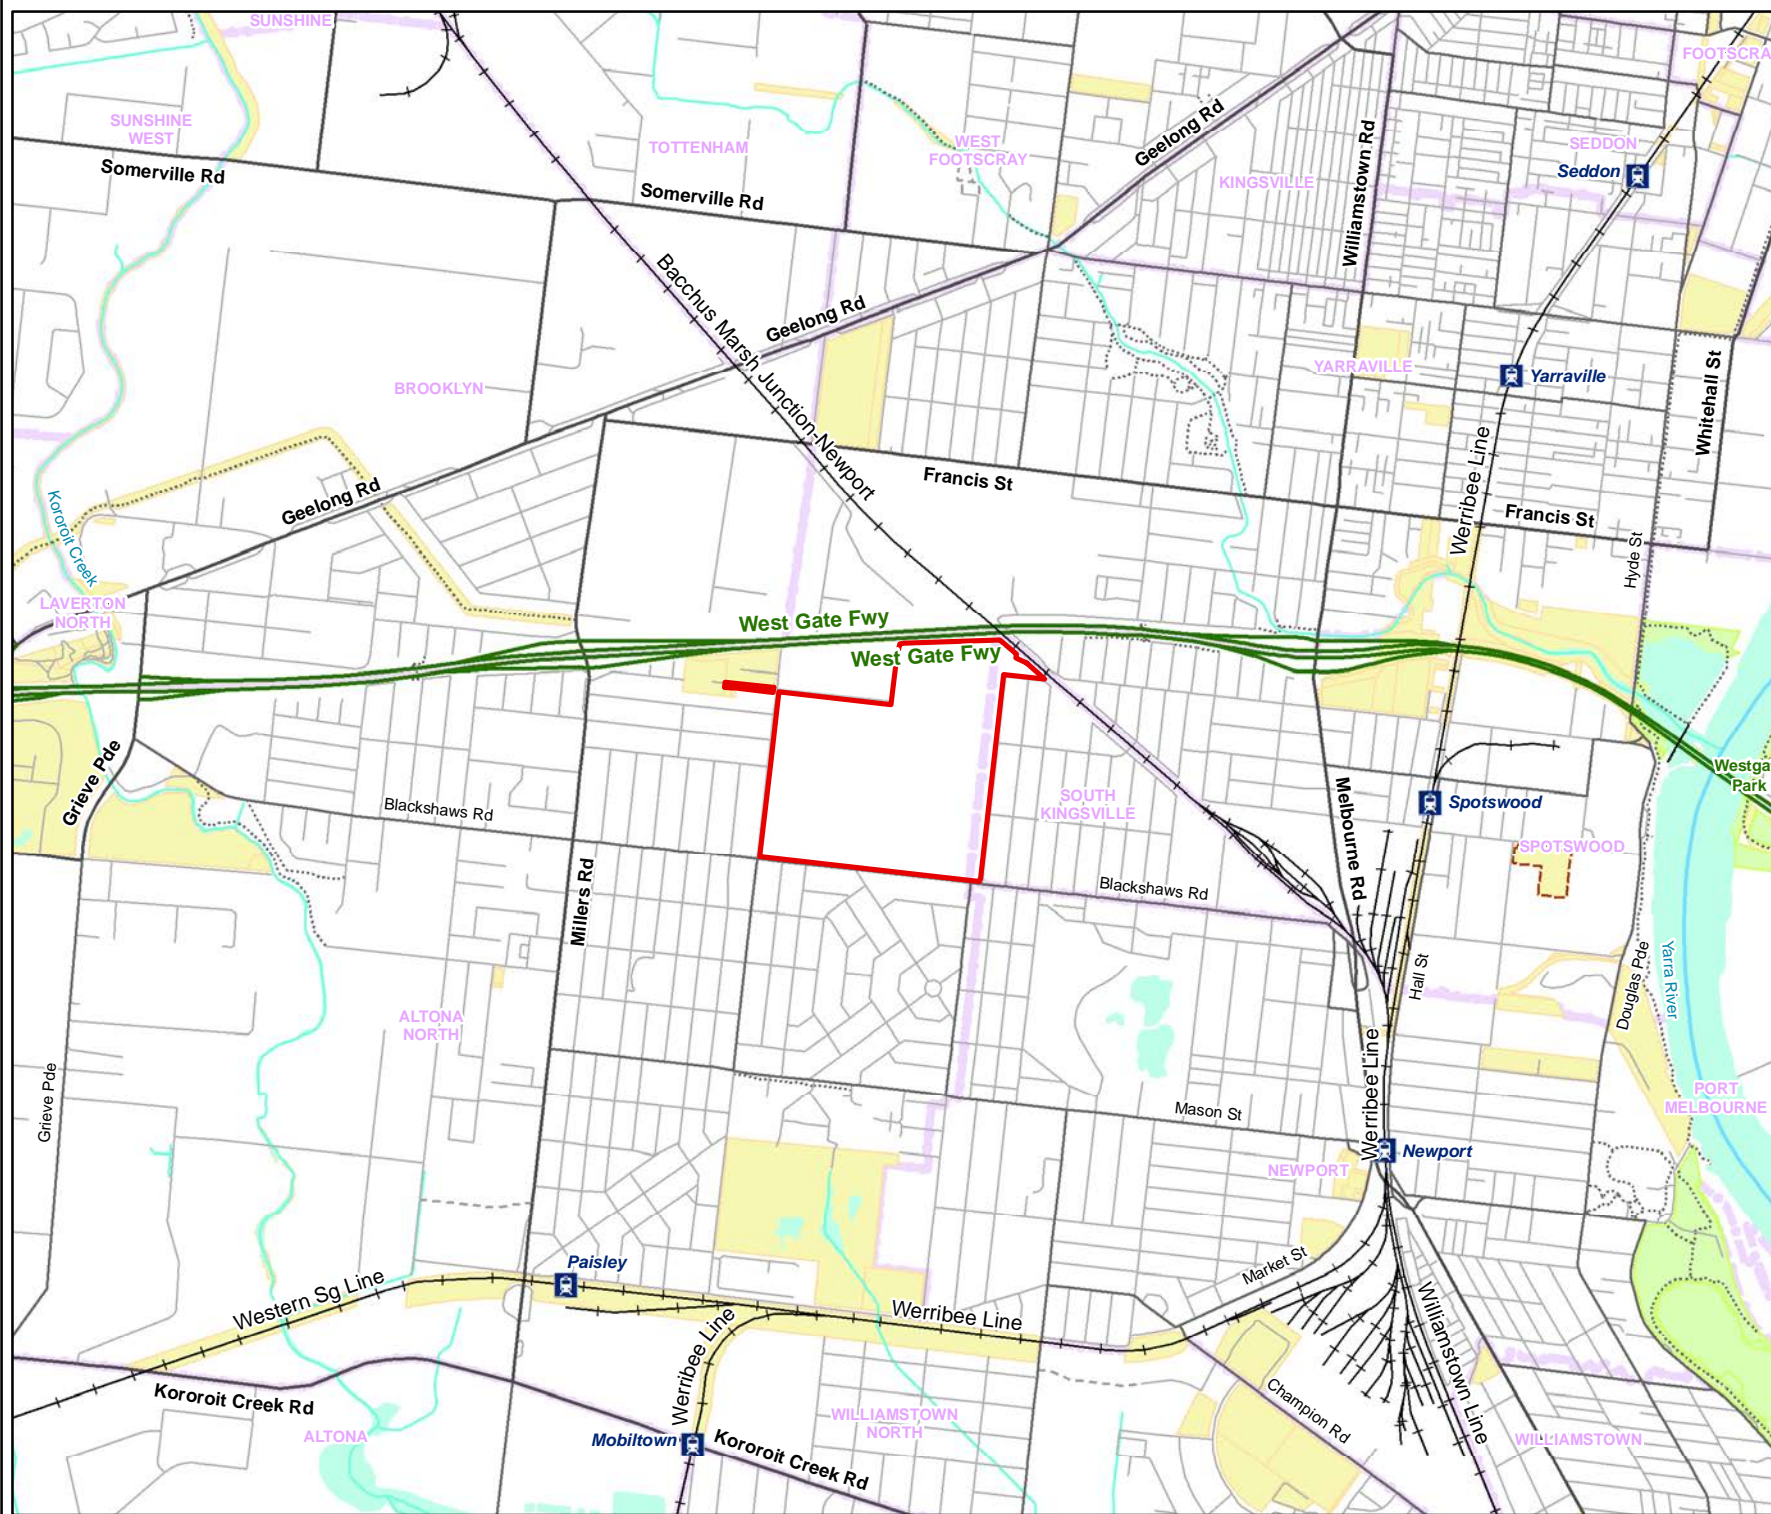 SUNSHINE
FOOTSCRA
SUNSHINE
WEST
TOTTENHAM
WEST
FOOTSCRAY
Geelong Rd
Williamstown Rd
SEDDON
Seddon
KINGSVILLE
Somerville Rd
Somerville Rd
Bacchus Marsh Junction-Newport
Geelong Rd
BROOKLYN
YARRAVILLE
Yarraville
Whitehall St
Francis St
Francis St
Werribee Line
Geelong Rd
Kororoit Creek
Hyde St
LAVERTON
NORTH
West Gate Fwy
West Gate Fwy
Grieve Pde
Blackshaws Rd
SOUTH
KINGSVILLE
Melbourne Rd
Spotswood
Westga
Park
SPOTSWOOD
Millers Rd
Blackshaws Rd
Hall St
Douglas Pde
Yarra River
ALTONA
NORTH
Grieve Pde
Werribee Line
Mason St
PORT
MELBOURNE
NEWPORT
Newport
Paisley
Western Sg Line
Market St
Werribee Line
Werribee Line
Williamstown Line
Kororoit Creek Rd
Champion Rd
ALTONA
WILLIAMSTOWN
NORTH
Mobiltown
Kororoit Creek Rd
WILLIAMSTOWN